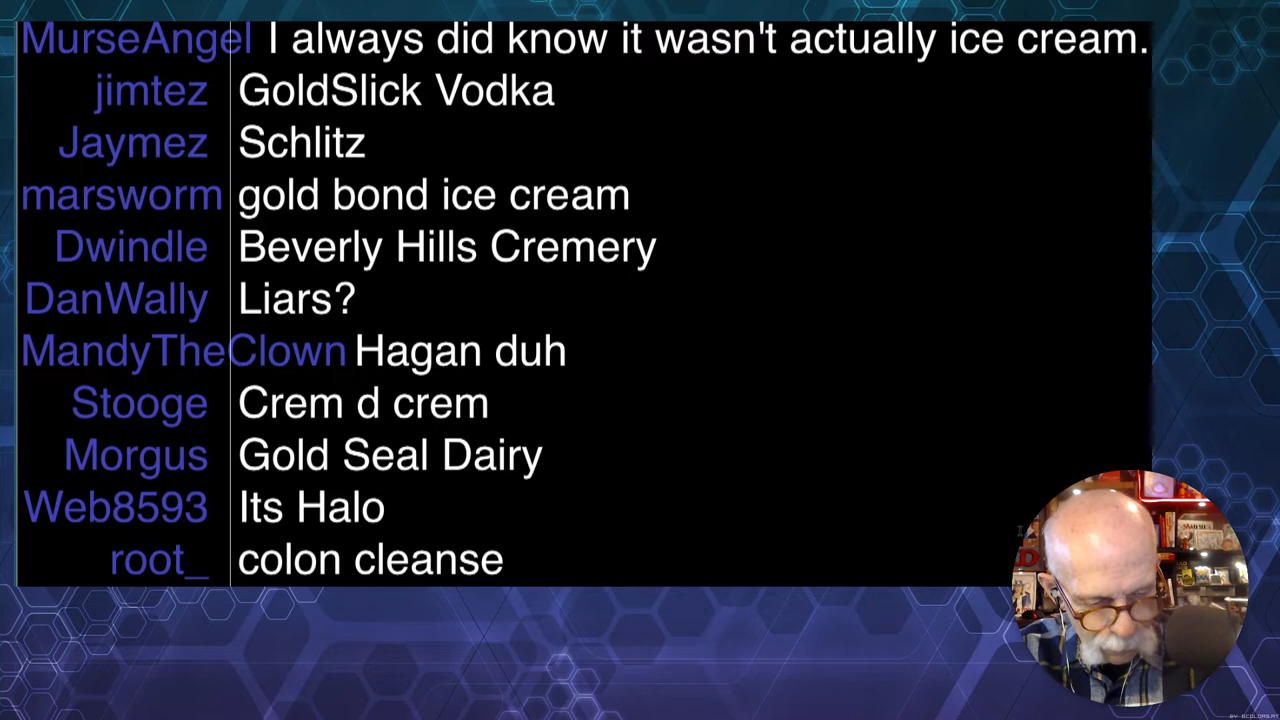 MurseAngel I always did know it wasn't actually ice cream.
jimtez GoldSlick Vodka
Jaymez Schlitz
marsworm gold bond ice cream
Dwindle Beverly Hills Cremery
DanWally Liars?
MandyTheClown Hagan duh
Stooge Crem d crem
Morgus Gold Seal Dairy
Web8593 Its Halo
root_ colon cleanse